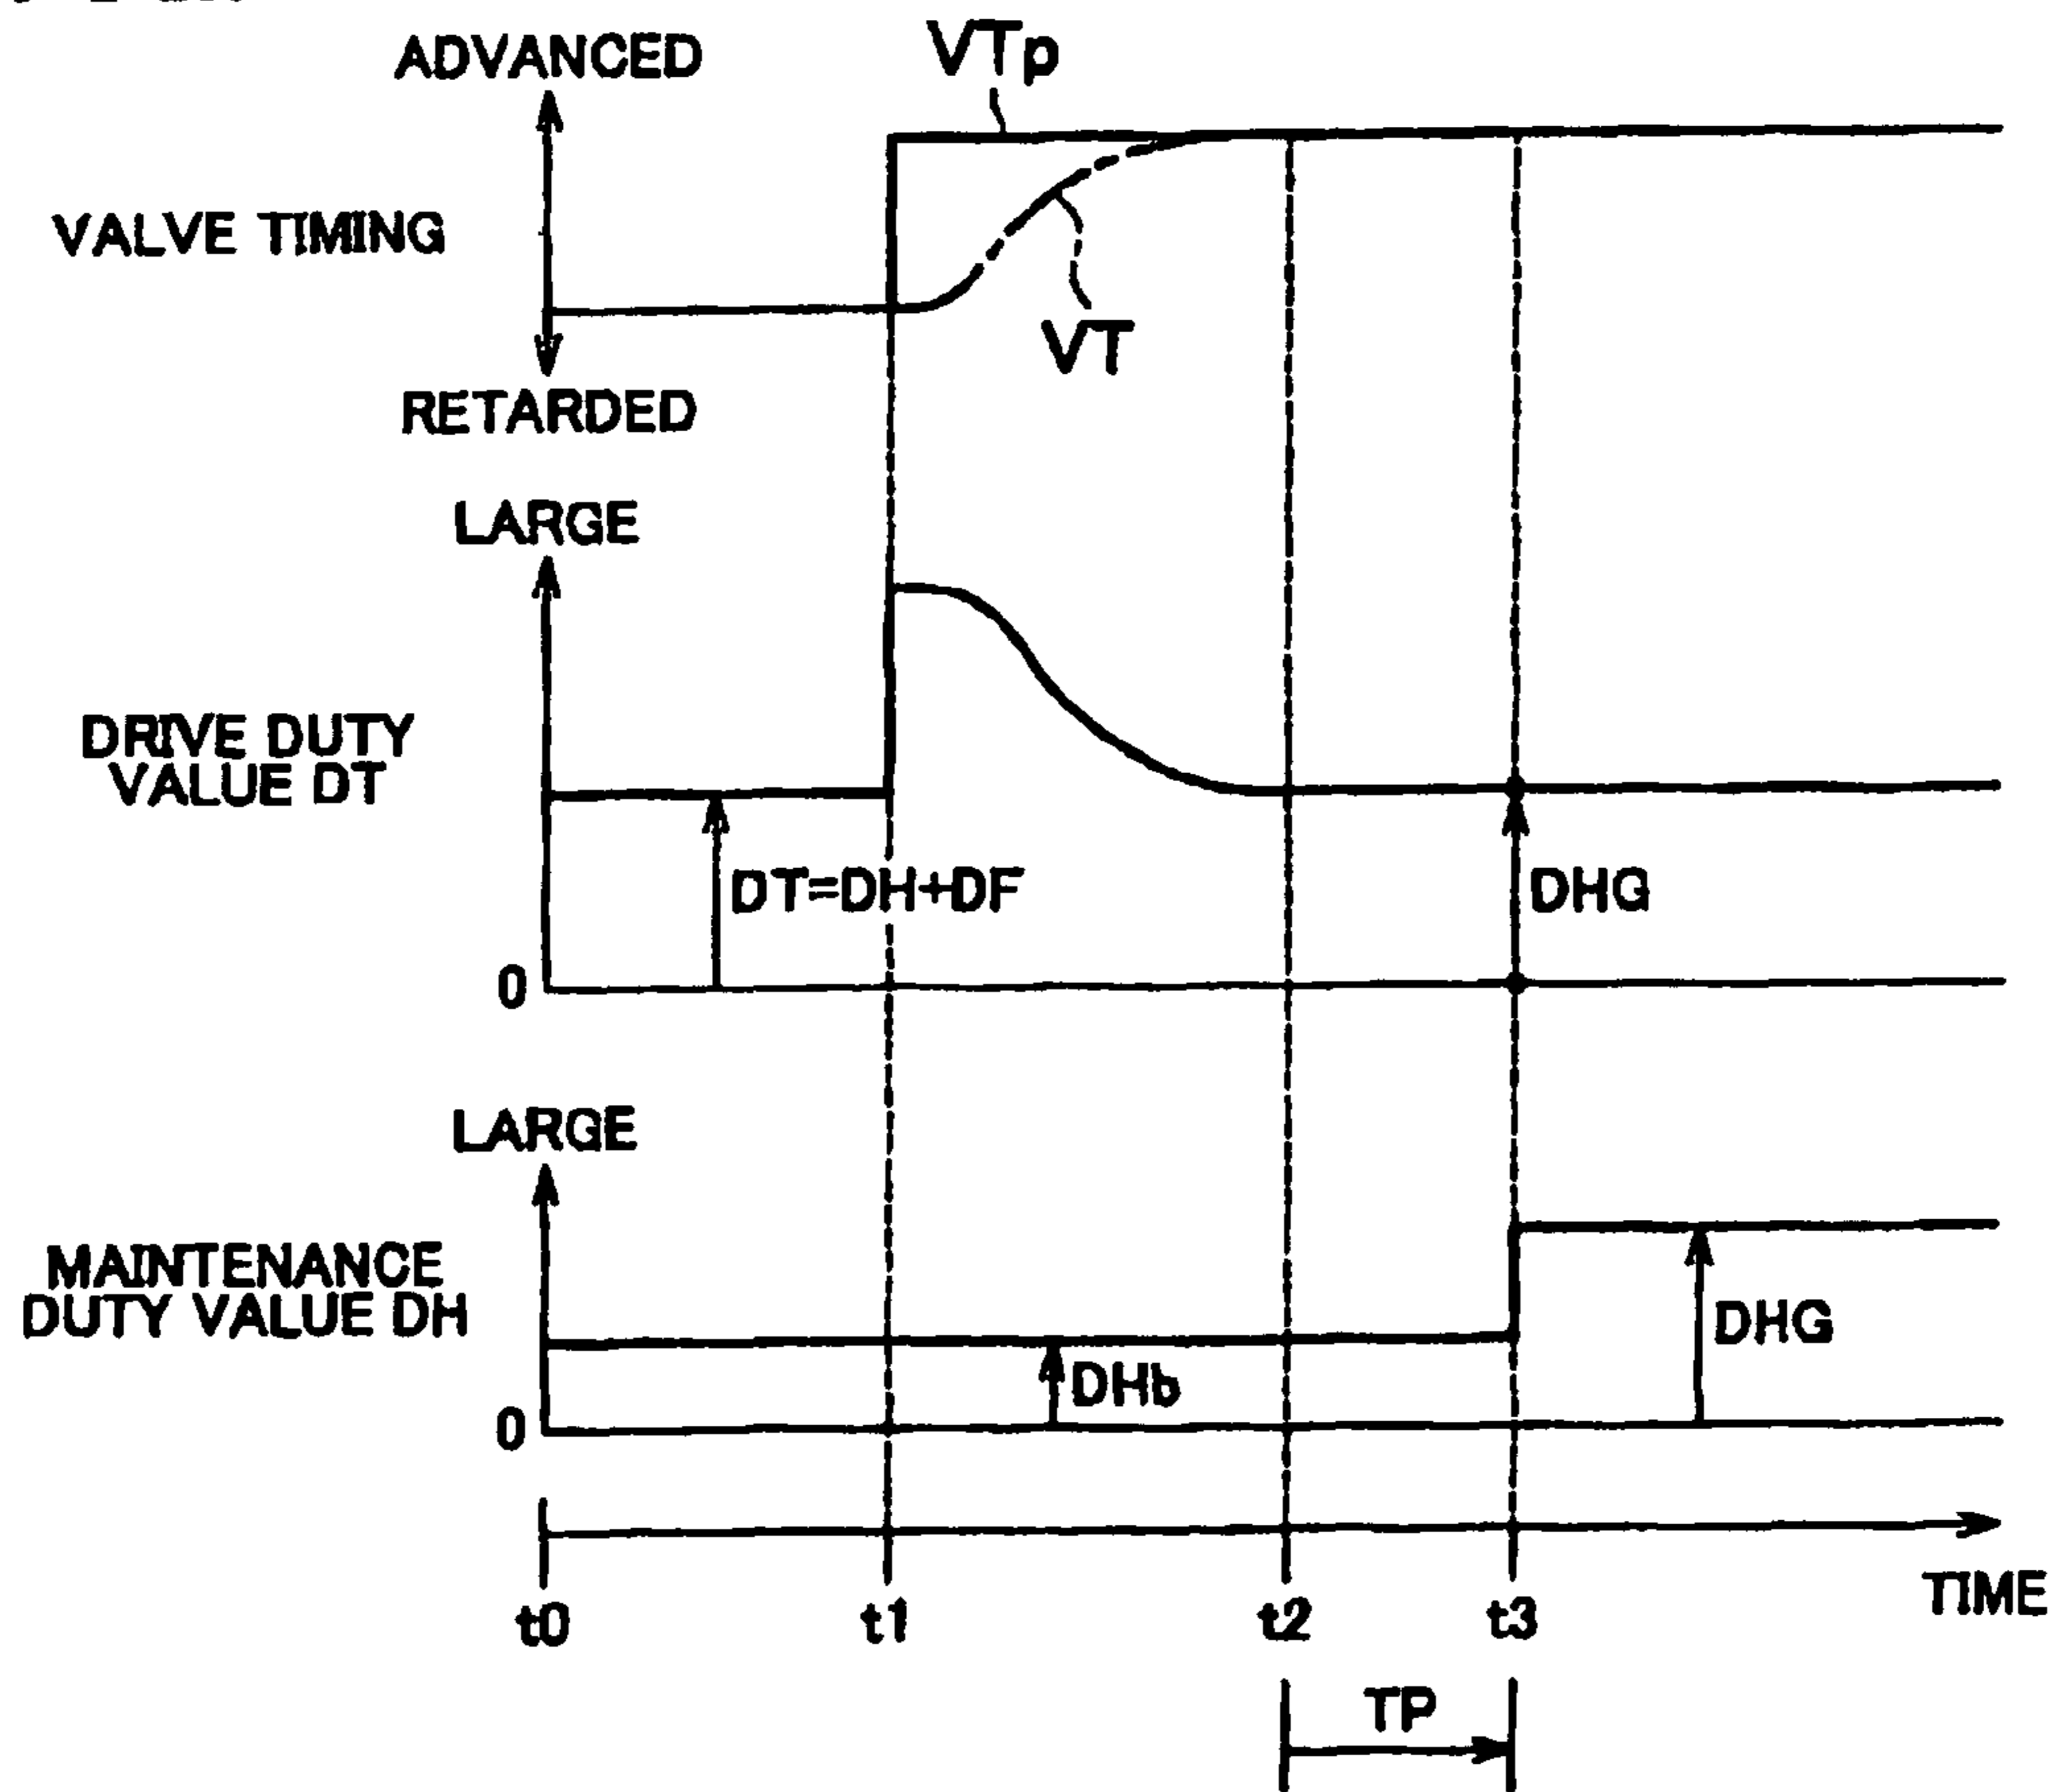 ADVANCED
VTp
VALVE TIMING
VT
RETARDED
LARGE
DRIVE DUTY
VALUE DT
DT=DH+DF
DHG
0
LARGE
MAINTENANCE
DUTY VALUE DH
DHb
DHG
0
TIME
t0 t1 t2 t3
TP